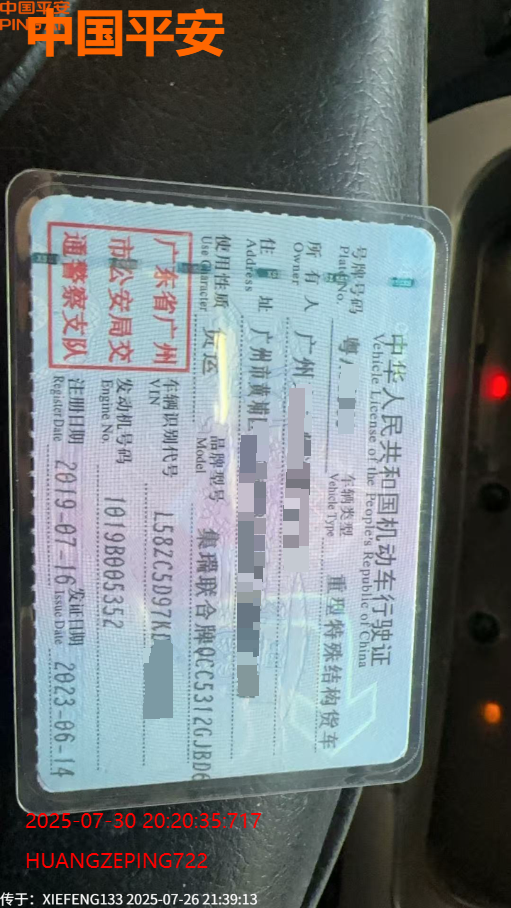 中国平安
PING
中国平安
中华人民共和国机动车行驶证
Vehicle License of the People's Republic of China
号牌号码
Plate No.
粤
车辆类型
Vehicle Type
重型特殊结构货车
所有人
Owner
广州
住址
Address
广州市黄埔区
使用性质
Use Character
货运
品牌型号
Model
集瑞联合牌QCC5312GJBD6
广东省广州
市公安局交
通警察支队
车辆识别代号
VIN
L58ZC5D97K
发动机号码
Engine No.
1019B005352
注册日期
Register Date
2019-07-16
发证日期
Issue Date
2023-06-14
2025-07-30 20:20:35.717
HUANGZEPING722
传于：XIEFENG133 2025-07-26 21:39:13